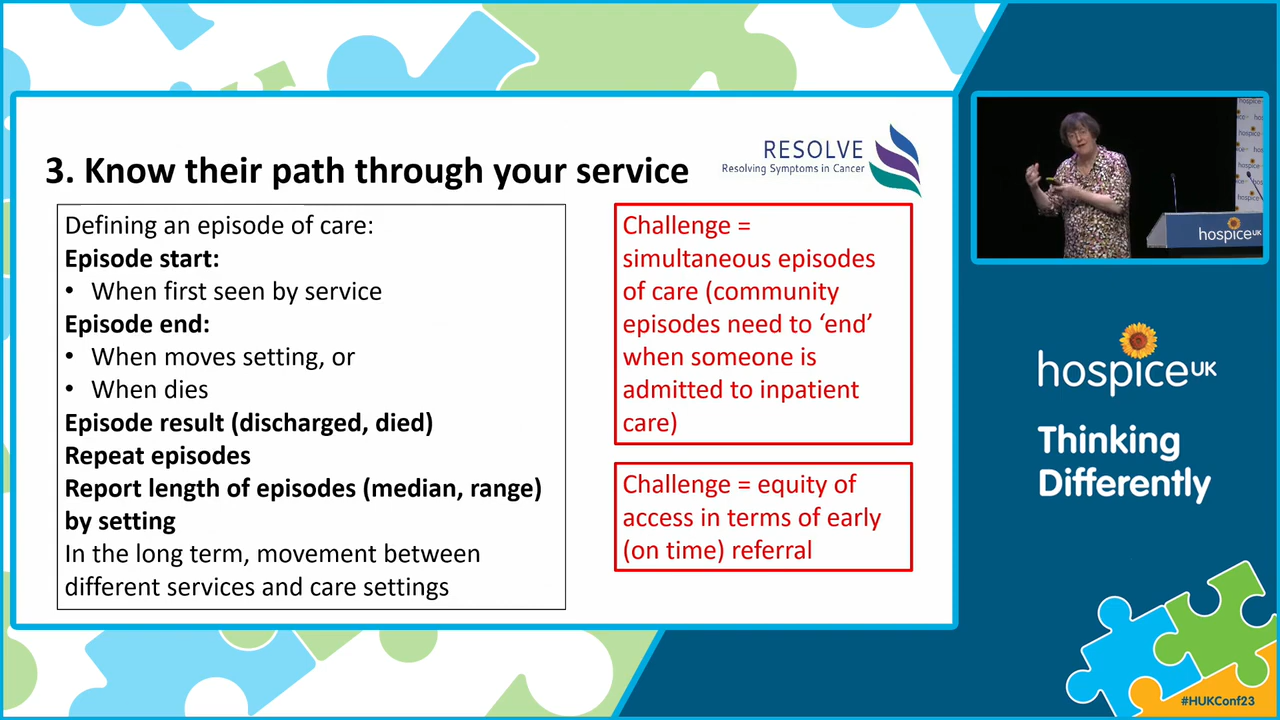 3. Know their path through your service
RESOLVE
Resolving Symptoms in Cancer
Defining an episode of care:
Episode start:
• When first seen by service
Episode end:
• When moves setting, or
• When dies
Episode result (discharged, died)
Repeat episodes
Report length of episodes (median, range)
by setting
In the long term, movement between
different services and care settings
Challenge =
simultaneous episodes
of care (community
episodes need to ‘end’
when someone is
admitted to inpatient
care)
Challenge = equity of
access in terms of early
(on time) referral
hospice UK
hospice UK
Thinking
Differently
#HUKConf23